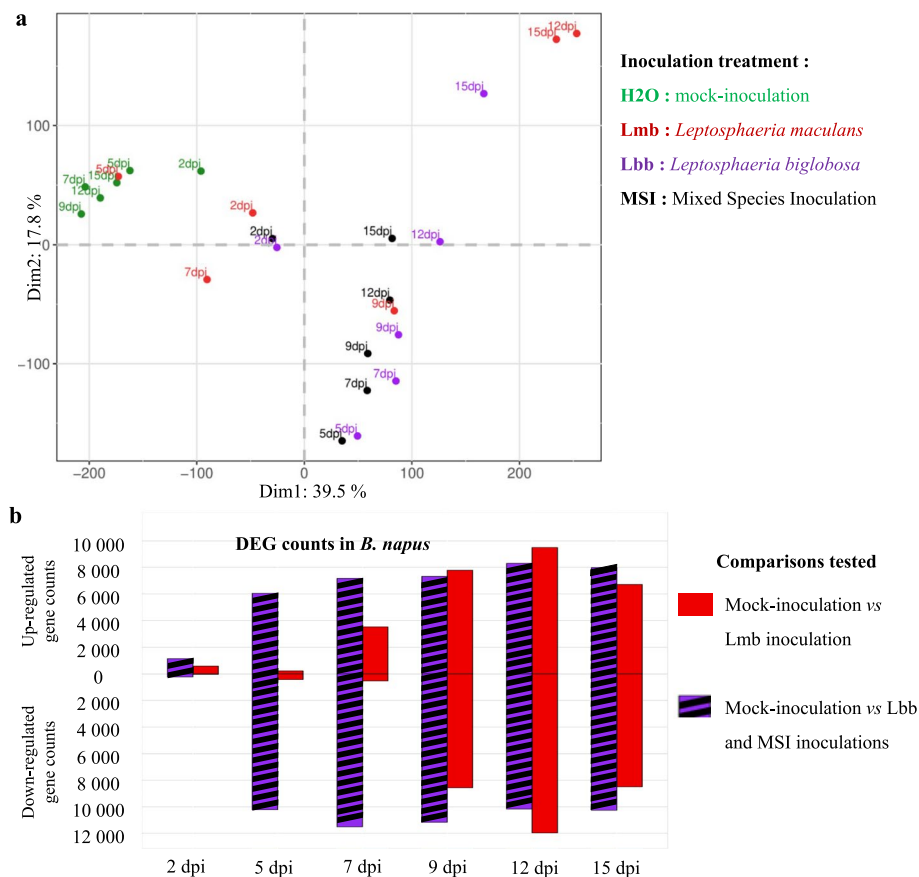 a
12dpi
15dpi
15dpi
100
5dpi
5dpi
2dpi
7dpi
15dpi
12dpi
9dpi
2dpi
2dpi
15dpi
12dpi
0
2dpi
7dpi
12dpi
9dpi
9dpi
9dpi
−100
7dpi
7dpi
5dpi
5dpi
Dim2: 17.8 %
−200
−100
0
100
200
Dim1: 39.5 %
Inoculation treatment :
H2O : mock-inoculation
Lmb : Leptosphaeria maculans
Lbb : Leptosphaeria biglobosa
MSI : Mixed Species Inoculation
b
DEG counts in B. napus
Up-regulated
gene counts
Down-regulated
gene counts
10 000
8 000
6 000
4 000
2 000
0
2 000
4 000
6 000
8 000
10 000
12 000
2 dpi
5 dpi
7 dpi
9 dpi
12 dpi
15 dpi
Comparisons tested
Mock-inoculation vs
Lmb inoculation
Mock-inoculation vs Lbb
and MSI inoculations